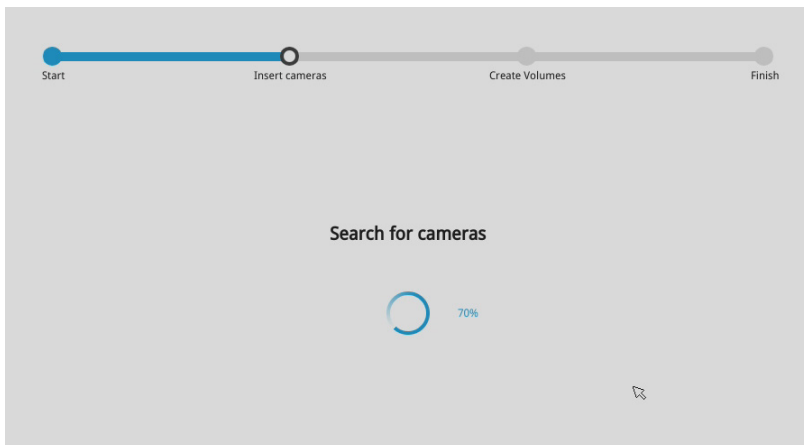 Start
Insert cameras
Create Volumes
Finish
Search for cameras
70%